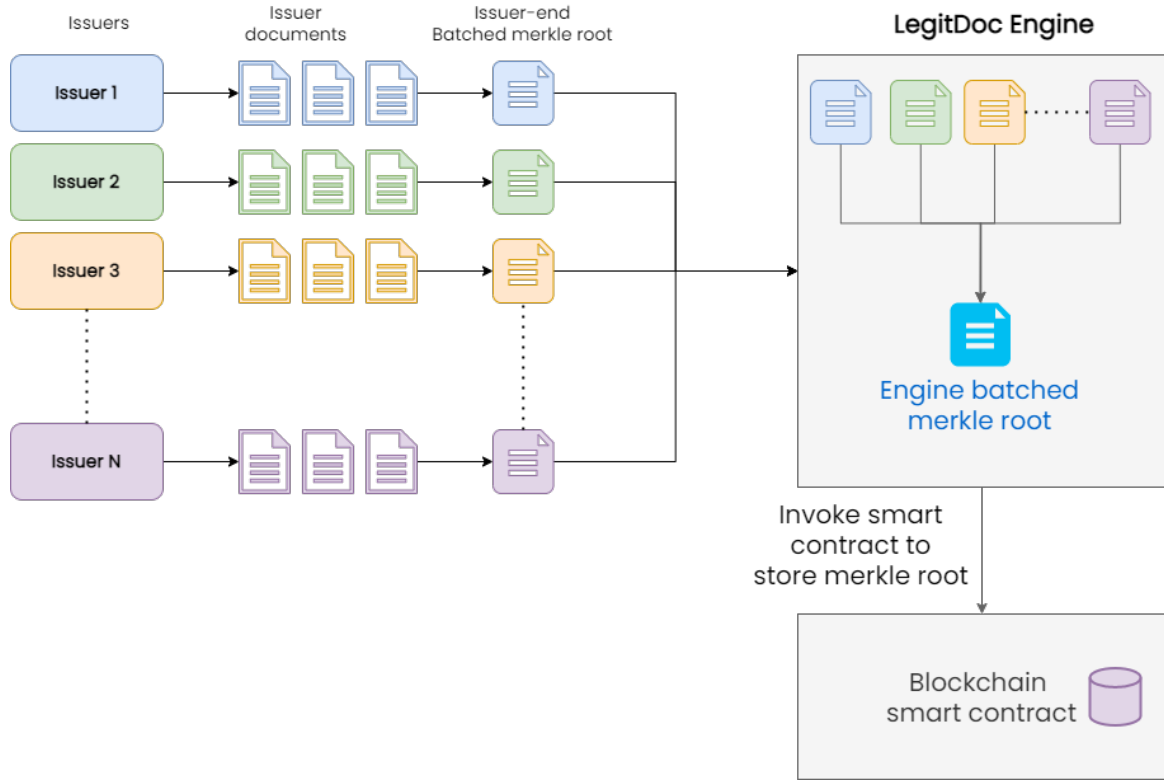 Issuers
Issuer
documents
Issuer-end
Batched merkle root
LegitDoc Engine
Issuer 1
Issuer 2
Issuer 3
Issuer N
Engine batched
merkle root
Invoke smart
contract to
store merkle root
Blockchain
smart contract